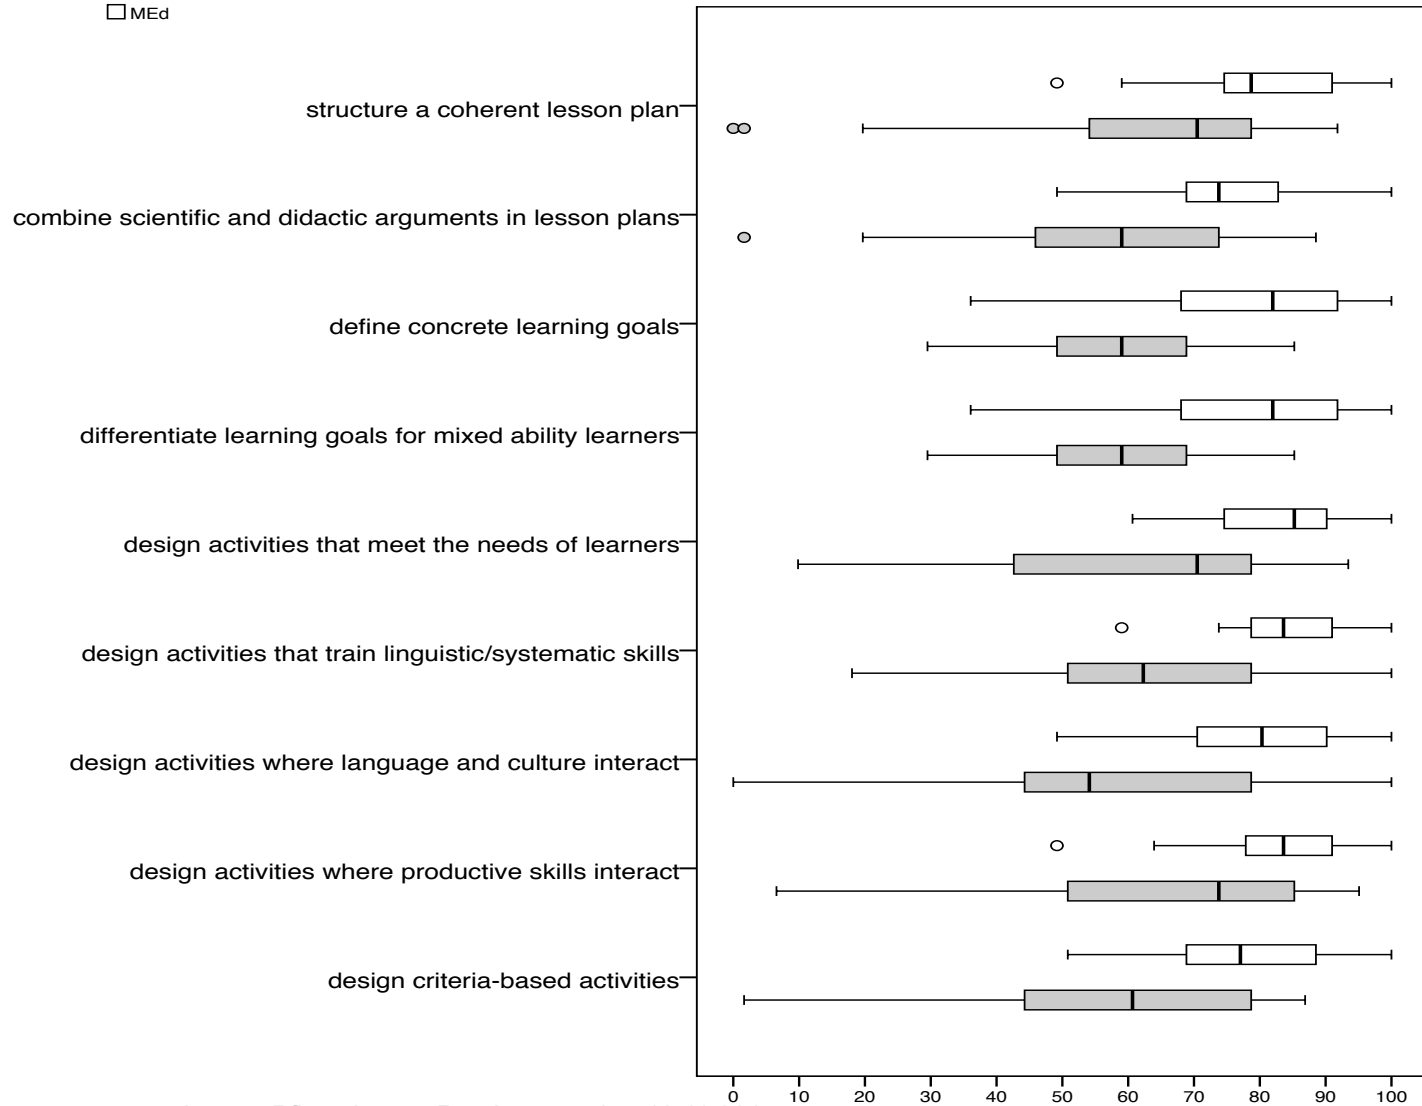 MEd
structure a coherent lesson plan
combine scientific and didactic arguments in lesson plans
define concrete learning goals
differentiate learning goals for mixed ability learners
design activities that meet the needs of learners
design activities that train linguistic/systematic skills
design activities where language and culture interact
design activities where productive skills interact
design criteria-based activities
0 10 20 30 40 50 60 70 80 90 100